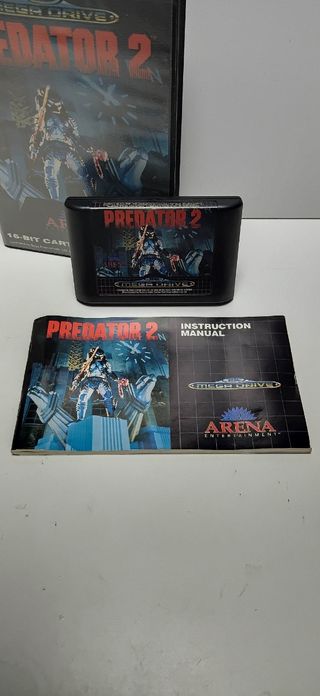 MEGA DRIVE
PREDATOR 2
16-BIT CART
PREDATOR 2
MEGA DRIVE
PREDATOR 2
INSTRUCTION
MANUAL
MEGA DRIVE
ARENA
ENTERTAINMENT